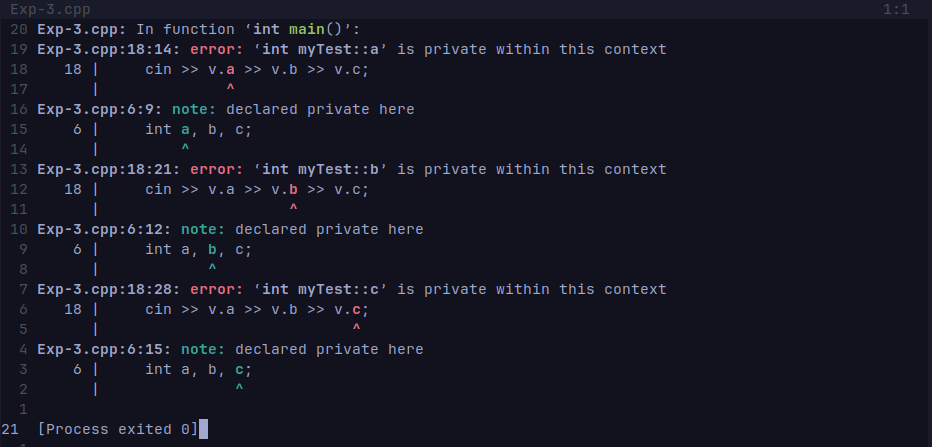 Exp-3.cpp 1:1
20 Exp-3.cpp: In function ‘int main()’:
19 Exp-3.cpp:18:14: error: ‘int myTest::a’ is private within this context
18    18 |     cin >> v.a >> v.b >> v.c;
17       |              ^
16 Exp-3.cpp:6:9: note: declared private here
15     6 |     int a, b, c;
14       |         ^
13 Exp-3.cpp:18:21: error: ‘int myTest::b’ is private within this context
12    18 |     cin >> v.a >> v.b >> v.c;
11       |                     ^
10 Exp-3.cpp:6:12: note: declared private here
9     6 |     int a, b, c;
8       |            ^
7 Exp-3.cpp:18:28: error: ‘int myTest::c’ is private within this context
6    18 |     cin >> v.a >> v.b >> v.c;
5       |                            ^
4 Exp-3.cpp:6:15: note: declared private here
3     6 |     int a, b, c;
2       |               ^
1
21 [Process exited 0]